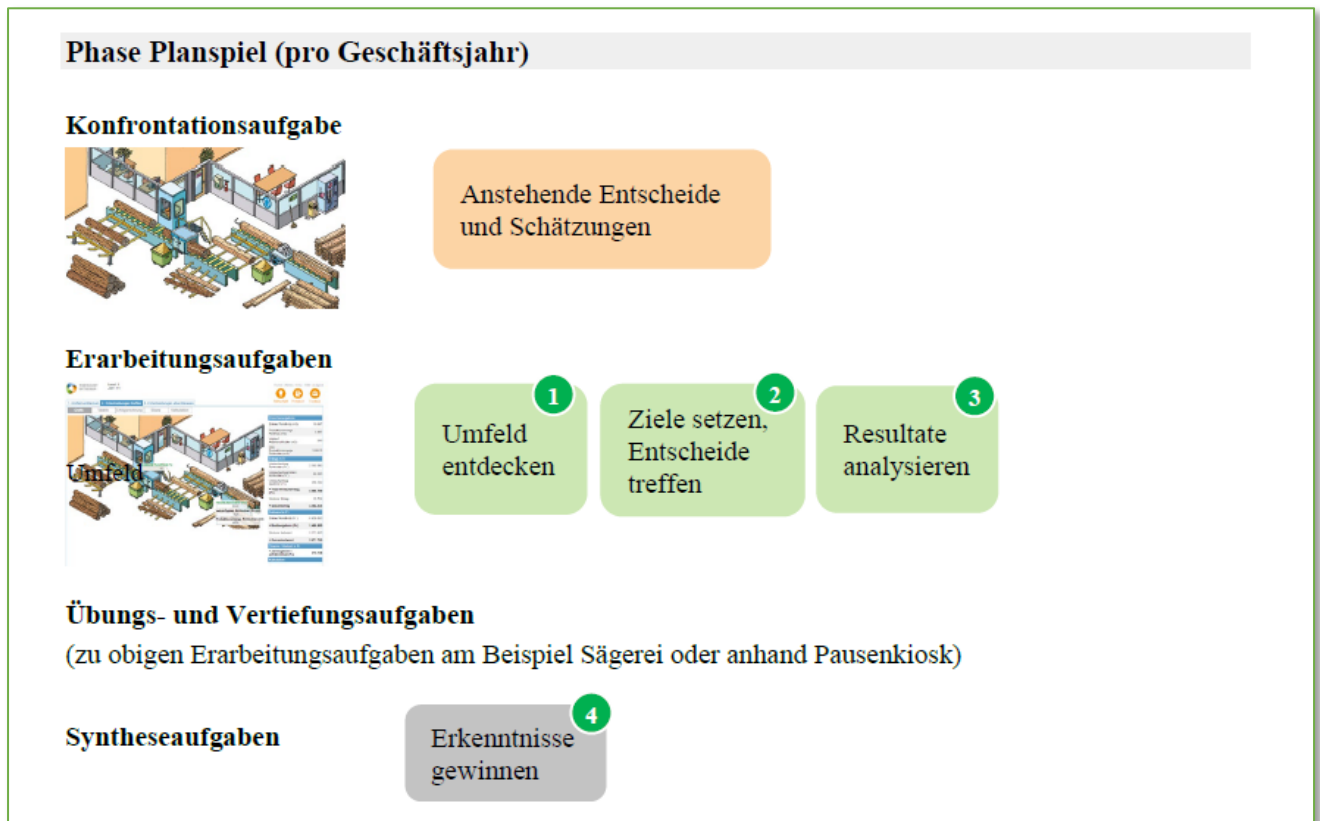 Phase Planspiel (pro Geschäftsjahr)
Konfrontationsaufgabe
Anstehende Entscheide
und Schätzungen
Erarbeitungsaufgaben
Umfeld
1
Umfeld
entdecken
2
Ziele setzen,
Entscheide
treffen
3
Resultate
analysieren
Übungs- und Vertiefungsaufgaben
(zu obigen Erarbeitungsaufgaben am Beispiel Sägerei oder anhand Pausenkiosk)
Syntheseaufgaben
4
Erkenntnisse
gewinnen